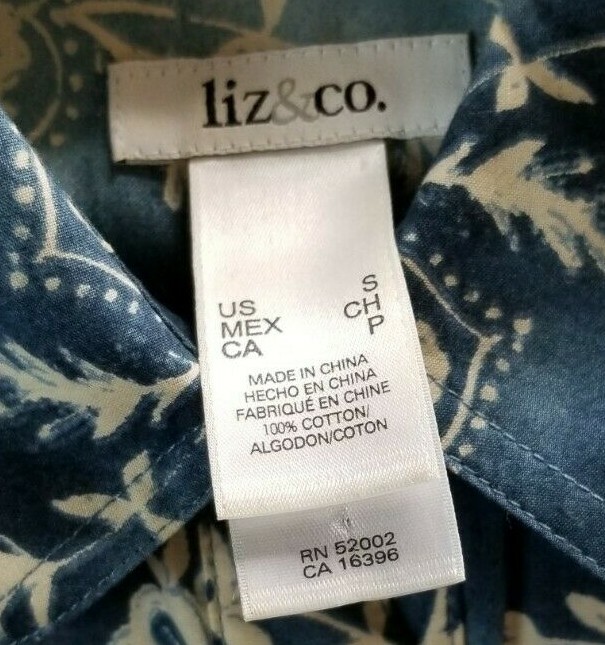 liz&co.
US S
MEX CH
CA P
MADE IN CHINA
HECHO EN CHINA
FABRIQUÉ EN CHINE
100% COTTON/
ALGODON/COTON
RN 52002
CA 16396